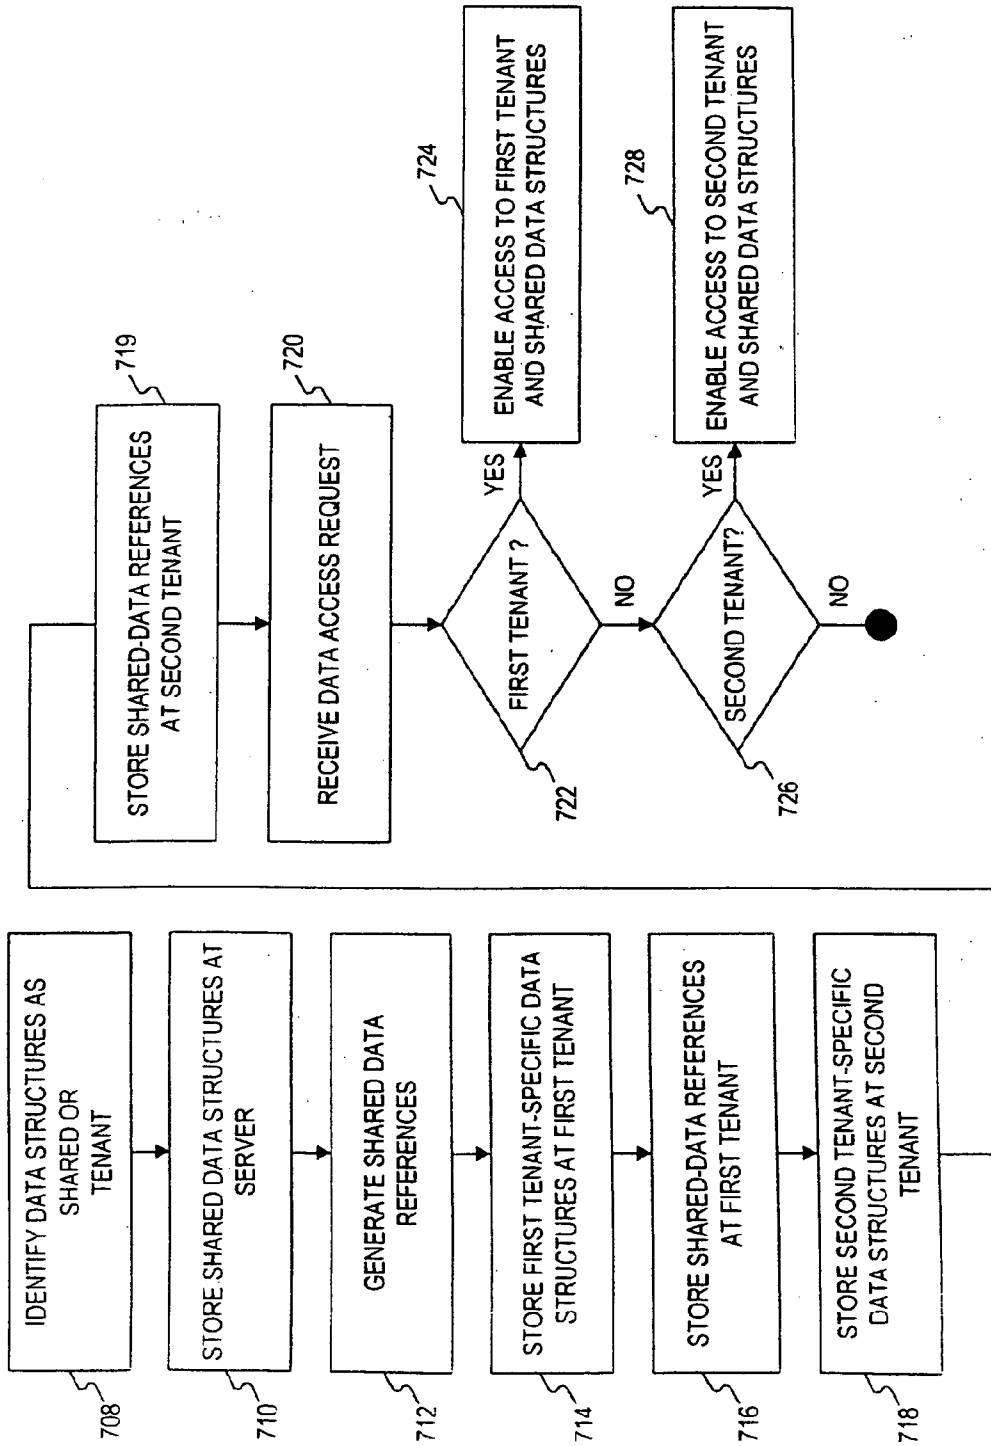 IDENTIFY DATA STRUCTURES AS
SHARED OR
TENANT
708
STORE SHARED DATA STRUCTURES AT
SERVER
710
GENERATE SHARED DATA
REFERENCES
712
STORE FIRST TENANT-SPECIFIC DATA
STRUCTURES AT FIRST TENANT
714
STORE SHARED-DATA REFERENCES
AT FIRST TENANT
716
STORE SECOND TENANT-SPECIFIC
DATA STRUCTURES AT SECOND
TENANT
718
STORE SHARED-DATA REFERENCES
AT SECOND TENANT
719
RECEIVE DATA ACCESS REQUEST
720
FIRST TENANT ?
722
YES
NO
ENABLE ACCESS TO FIRST TENANT
AND SHARED DATA STRUCTURES
724
SECOND TENANT?
726
YES
NO
ENABLE ACCESS TO SECOND TENANT
AND SHARED DATA STRUCTURES
728